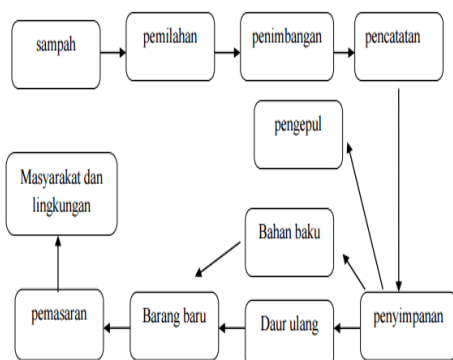 sampah
pemilahan
penimbangan
pencatatan
pengepul
Masyarakat dan
lingkungan
Bahan baku
pemasaran
Barang baru
Daur ulang
penyimpanan